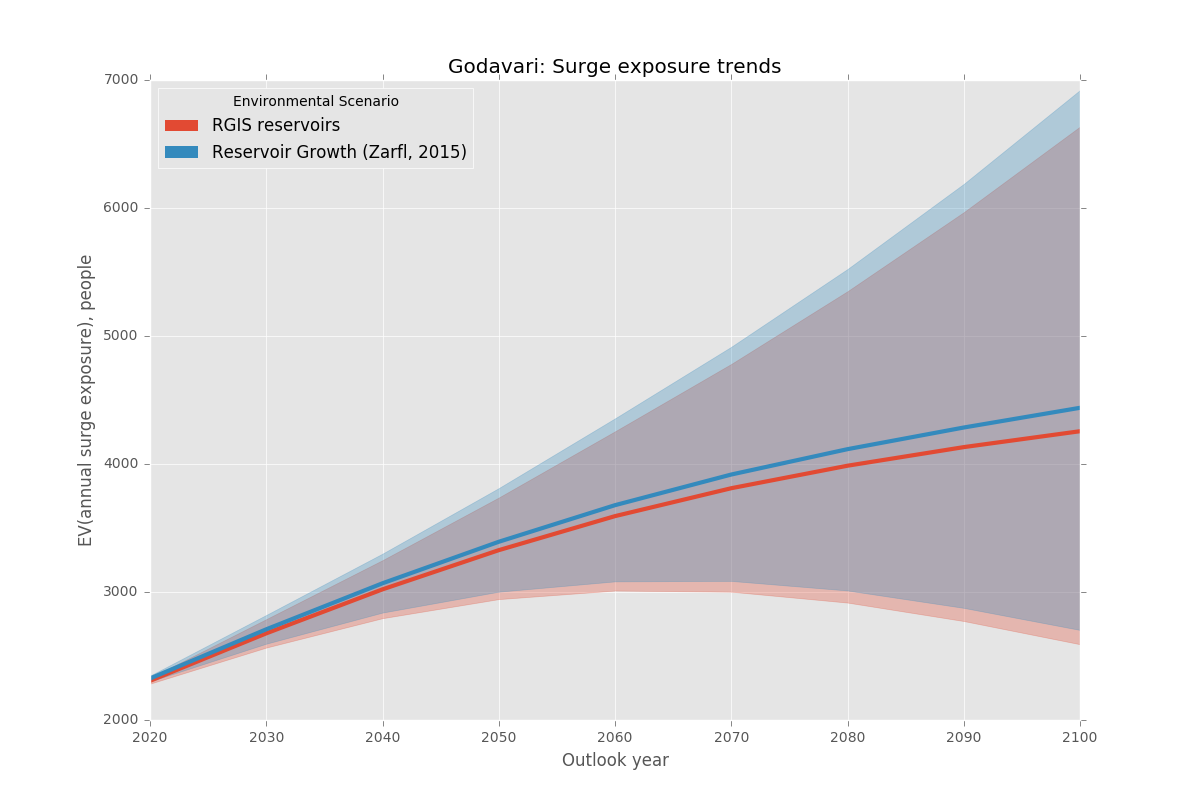 Godavari: Surge exposure trends
Environmental Scenario
RGIS reservoirs
Reservoir Growth (Zarfl, 2015)
EV(annual surge exposure), people
7000
6000
5000
4000
3000
2000
2020 2030 2040 2050 2060 2070 2080 2090 2100
Outlook year